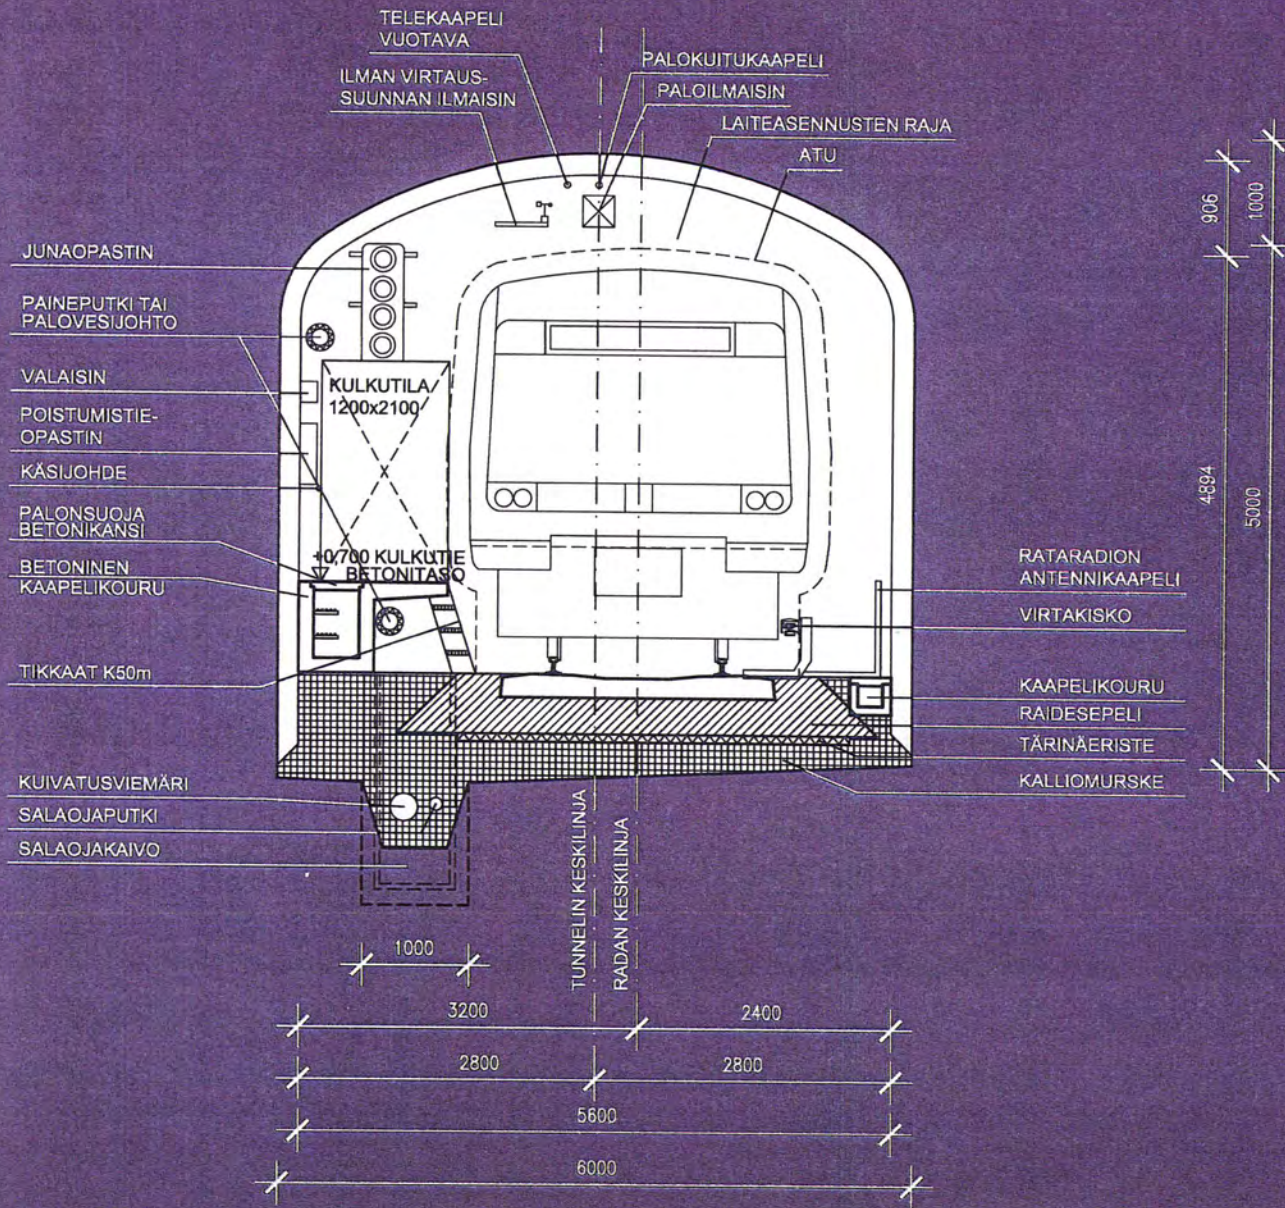 TELEKAAPELI
VUOTAVA
ILMAN VIRTAUS-
SUUNNAN ILMAISIN
PALOKUITUKAAPELI
PALOILMAISIN
LAITEASENNUSTEN RAJA
ATU
JUNAOPASTIN
PAINEPUTKI TAI
PALOVESIJOHTO
VALAISIN
POISTUMISTIE-
OPASTIN
KÄSIJOHDE
PALONSUOJA
BETONIKANSI
BETONINEN
KAAPELIKOURU
TIKKAAT K50m
KUIVATUSVIEMÄRI
SALAOJAPUTKI
SALAOJAKAIVO
KULKUTILA
1200x2100
+0,700 KULKUTIE
BETONITASO
RATARADION
ANTENNIKAAPELI
VIRTAKISKO
KAAPELIKOURU
RAIDESEPELI
TÄRINÄERISTE
KALLIOMURSKE
906
1000
4894
5000
TUNNELIN KESKILINJA
RADAN KESKILINJA
1000
3200
2400
2800
2800
5600
6000